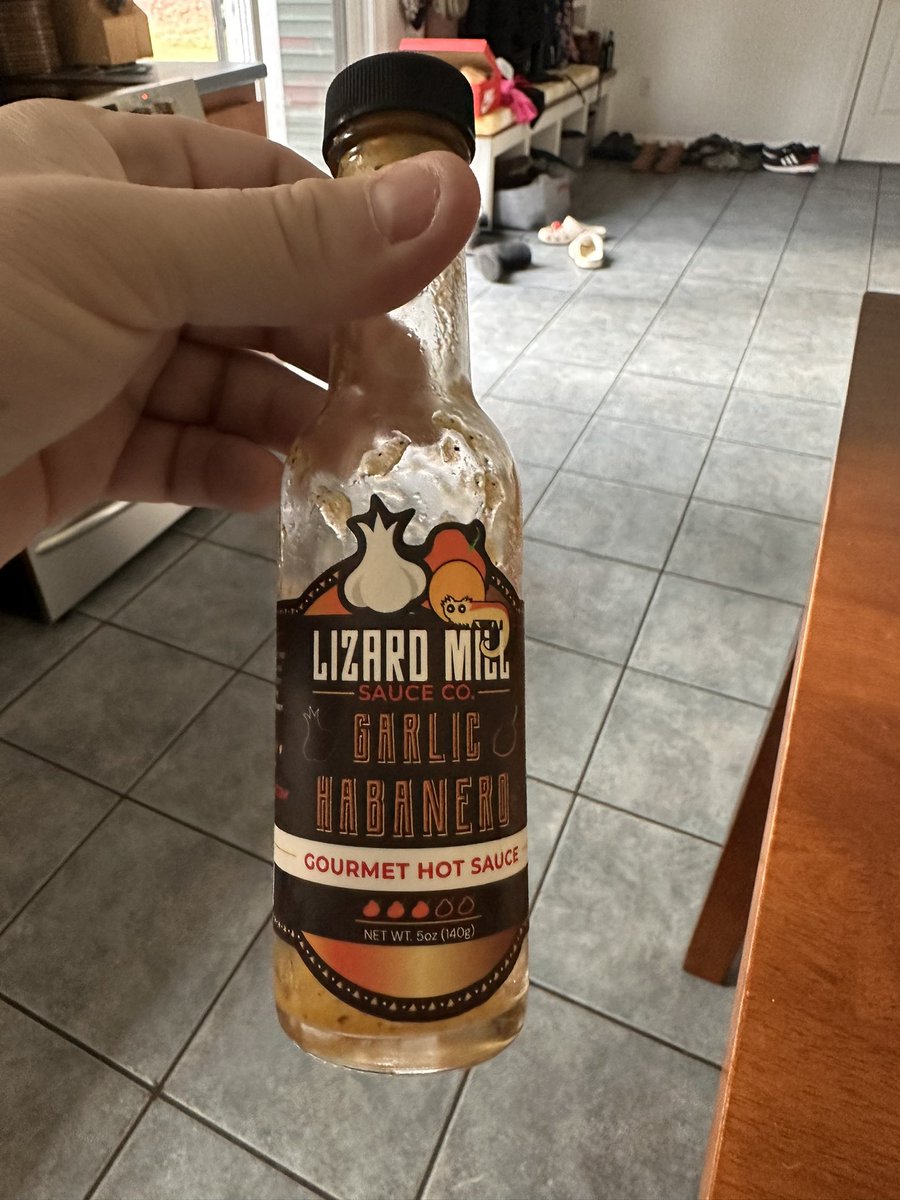 LIZARD MILL
SAUCE CO.
GARLIC
HABANERO
GOURMET HOT SAUCE
NET WT. 5oz (140g)